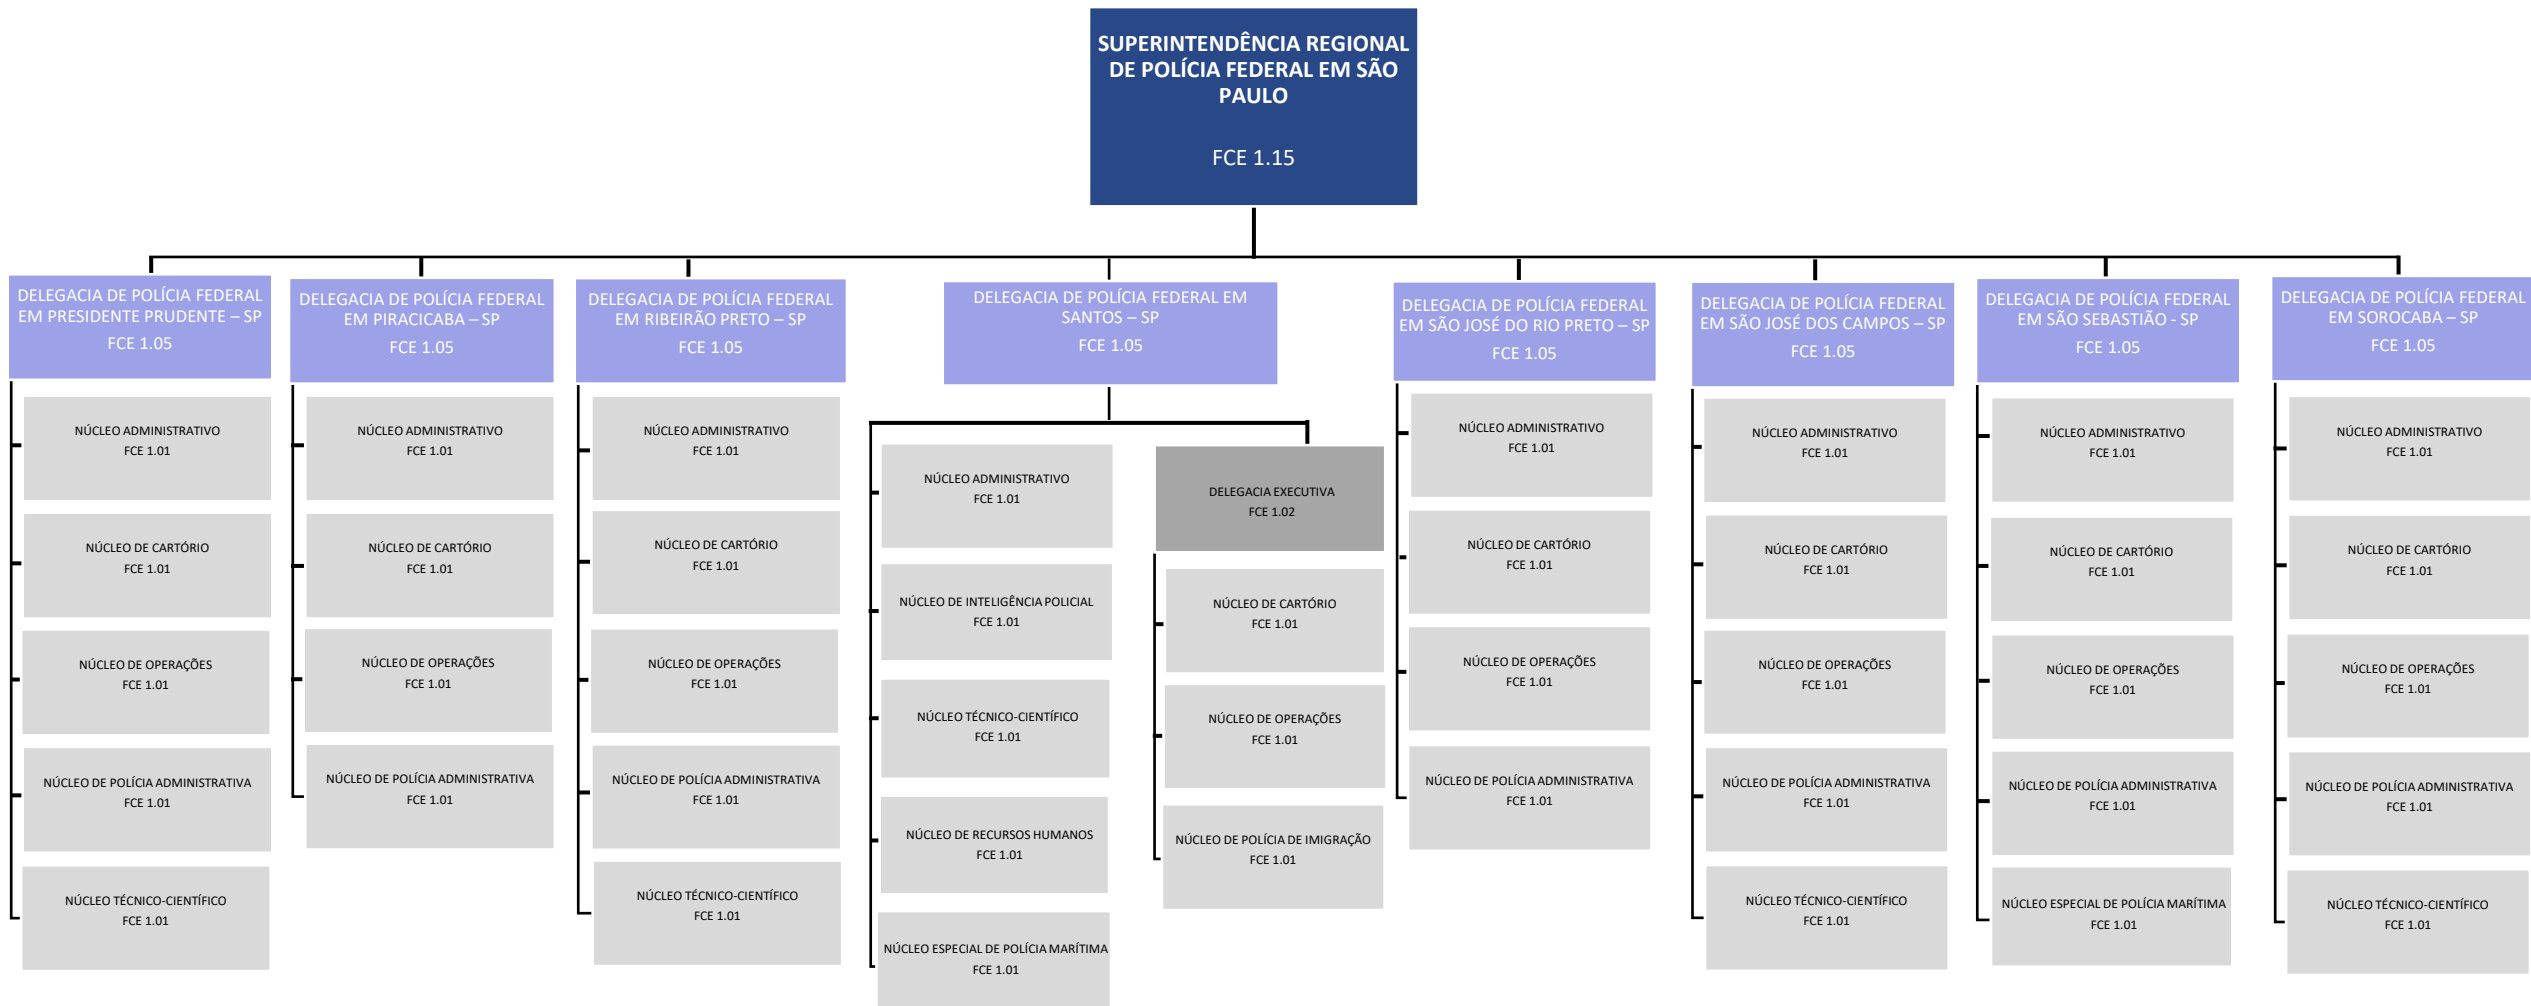 SUPERINTENDÊNCIA REGIONAL
DE POLÍCIA FEDERAL EM SÃO
PAULO
FCE 1.15
DELEGACIA DE POLÍCIA FEDERAL
EM PRESIDENTE PRUDENTE – SP
FCE 1.05
NÚCLEO ADMINISTRATIVO
FCE 1.01
NÚCLEO DE CARTÓRIO
FCE 1.01
NÚCLEO DE OPERAÇÕES
FCE 1.01
NÚCLEO DE POLÍCIA ADMINISTRATIVA
FCE 1.01
NÚCLEO TÉCNICO-CIENTÍFICO
FCE 1.01
DELEGACIA DE POLÍCIA FEDERAL
EM PIRACICABA – SP
FCE 1.05
NÚCLEO ADMINISTRATIVO
FCE 1.01
NÚCLEO DE CARTÓRIO
FCE 1.01
NÚCLEO DE OPERAÇÕES
FCE 1.01
NÚCLEO DE POLÍCIA ADMINISTRATIVA
FCE 1.01
DELEGACIA DE POLÍCIA FEDERAL
EM RIBEIRÃO PRETO – SP
FCE 1.05
NÚCLEO ADMINISTRATIVO
FCE 1.01
NÚCLEO DE CARTÓRIO
FCE 1.01
NÚCLEO DE OPERAÇÕES
FCE 1.01
NÚCLEO DE POLÍCIA ADMINISTRATIVA
FCE 1.01
NÚCLEO TÉCNICO-CIENTÍFICO
FCE 1.01
DELEGACIA DE POLÍCIA FEDERAL EM
SANTOS – SP
FCE 1.05
NÚCLEO ADMINISTRATIVO
FCE 1.01
NÚCLEO DE INTELIGÊNCIA POLICIAL
FCE 1.01
NÚCLEO TÉCNICO-CIENTÍFICO
FCE 1.01
NÚCLEO DE RECURSOS HUMANOS
FCE 1.01
NÚCLEO ESPECIAL DE POLÍCIA MARÍTIMA
FCE 1.01
DELEGACIA EXECUTIVA
FCE 1.02
NÚCLEO DE CARTÓRIO
FCE 1.01
NÚCLEO DE OPERAÇÕES
FCE 1.01
NÚCLEO DE POLÍCIA DE IMIGRAÇÃO
FCE 1.01
DELEGACIA DE POLÍCIA FEDERAL
EM SÃO JOSÉ DO RIO PRETO – SP
FCE 1.05
NÚCLEO ADMINISTRATIVO
FCE 1.01
NÚCLEO DE CARTÓRIO
FCE 1.01
NÚCLEO DE OPERAÇÕES
FCE 1.01
NÚCLEO DE POLÍCIA ADMINISTRATIVA
FCE 1.01
DELEGACIA DE POLÍCIA FEDERAL
EM SÃO JOSÉ DOS CAMPOS – SP
FCE 1.05
NÚCLEO ADMINISTRATIVO
FCE 1.01
NÚCLEO DE CARTÓRIO
FCE 1.01
NÚCLEO DE OPERAÇÕES
FCE 1.01
NÚCLEO DE POLÍCIA ADMINISTRATIVA
FCE 1.01
NÚCLEO TÉCNICO-CIENTÍFICO
FCE 1.01
DELEGACIA DE POLÍCIA FEDERAL
EM SÃO SEBASTIÃO - SP
FCE 1.05
NÚCLEO ADMINISTRATIVO
FCE 1.01
NÚCLEO DE CARTÓRIO
FCE 1.01
NÚCLEO DE OPERAÇÕES
FCE 1.01
NÚCLEO DE POLÍCIA ADMINISTRATIVA
FCE 1.01
NÚCLEO ESPECIAL DE POLÍCIA MARÍTIMA
FCE 1.01
DELEGACIA DE POLÍCIA FEDERAL
EM SOROCABA – SP
FCE 1.05
NÚCLEO ADMINISTRATIVO
FCE 1.01
NÚCLEO DE CARTÓRIO
FCE 1.01
NÚCLEO DE OPERAÇÕES
FCE 1.01
NÚCLEO DE POLÍCIA ADMINISTRATIVA
FCE 1.01
NÚCLEO TÉCNICO-CIENTÍFICO
FCE 1.01